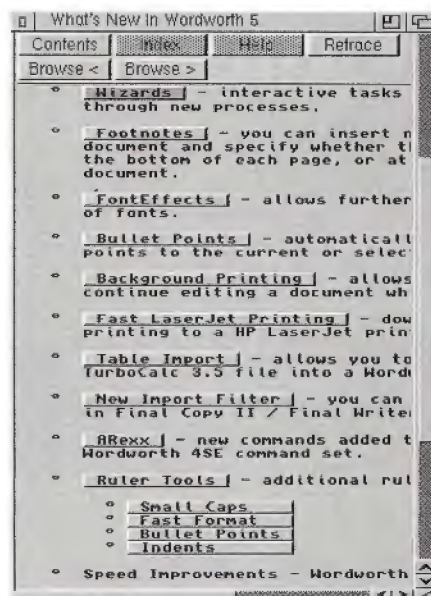 What's New In Wordworth 5
Contents Index Help Retrace
Browse < Browse >
Wizards - interactive tasks
through new processes.
Footnotes - you can insert
document and specify whether
the bottom of each page, or at
document.
FontEffects - allows further
of fonts.
Bullet Points - automatical
points to the current or selec
Background Printing - allows
continue editing a document wh
Fast LaserJet Printing - dow
printing to a HP LaserJet prin
Table Import - allows you to
TurboCalc 3.5 file into a Word
New Import Filter - you can
in Final Copy II / Final Write
ARexx - new commands added t
Wordworth 4SE command set.
Ruler Tools - additional rul
Small Caps
Fast Format
Bullet Points
Indents
Speed Improvements - Wordworth